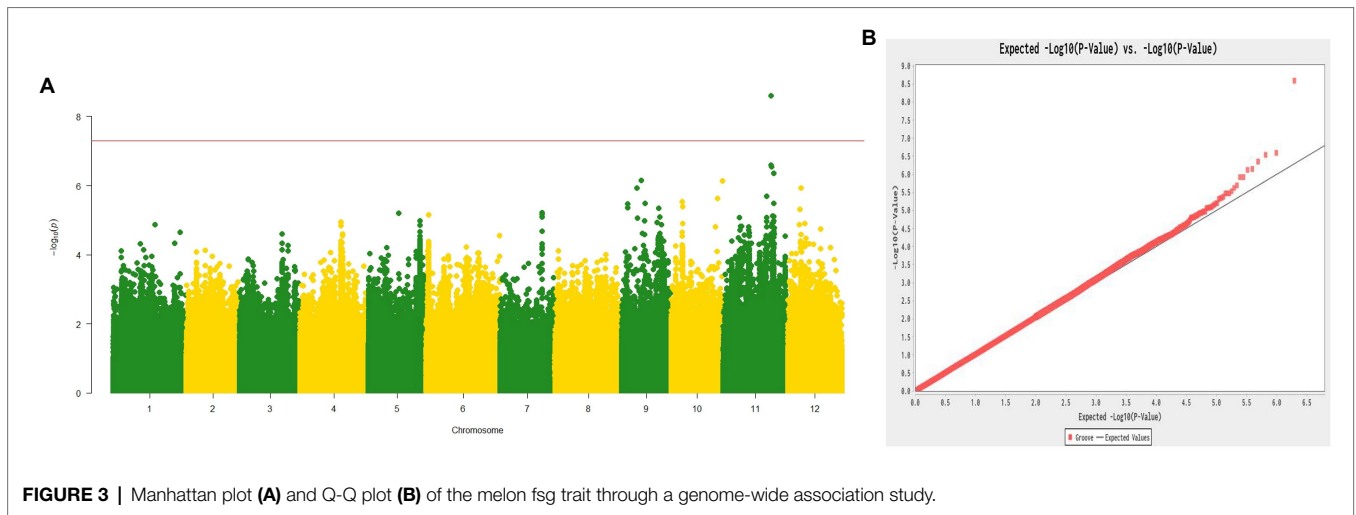 A
8
6
4
2
0
-log10(p)
1 2 3 4 5 6 7 8 9 10 11 12
Chromosome
B
Expected -Log10(P-Value) vs. -Log10(P-Value)
9.0
8.5
8.0
7.5
7.0
6.5
6.0
5.5
5.0
4.5
4.0
3.5
3.0
2.5
2.0
1.5
1.0
0.5
0.0
-Log10(P-Value)
0.0 0.5 1.0 1.5 2.0 2.5 3.0 3.5 4.0 4.5 5.0 5.5 6.0 6.5
Expected -Log10(P-Value)
Groove Expected Values
FIGURE 3 | Manhattan plot (A) and Q-Q plot (B) of the melon fsg trait through a genome-wide association study.